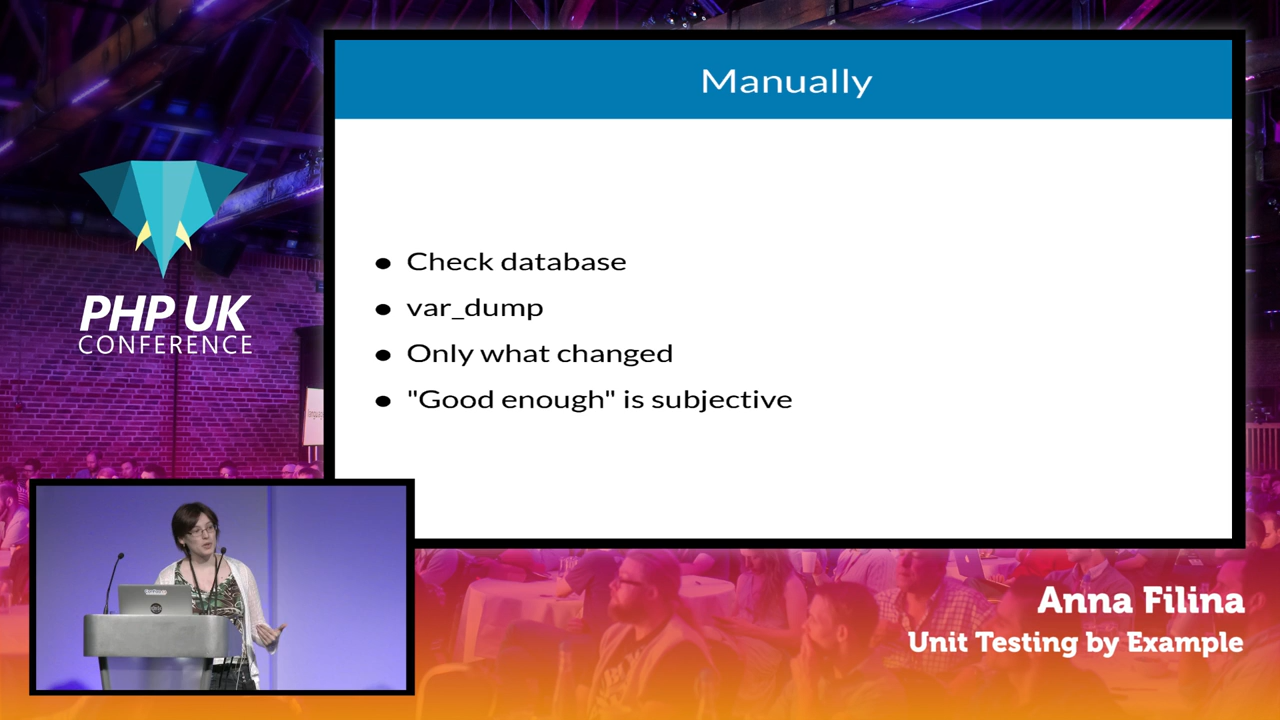 Manually
● Check database
● var_dump
● Only what changed
● "Good enough" is subjective
PHP UK
CONFERENCE
Anna Filina
Unit Testing by Example